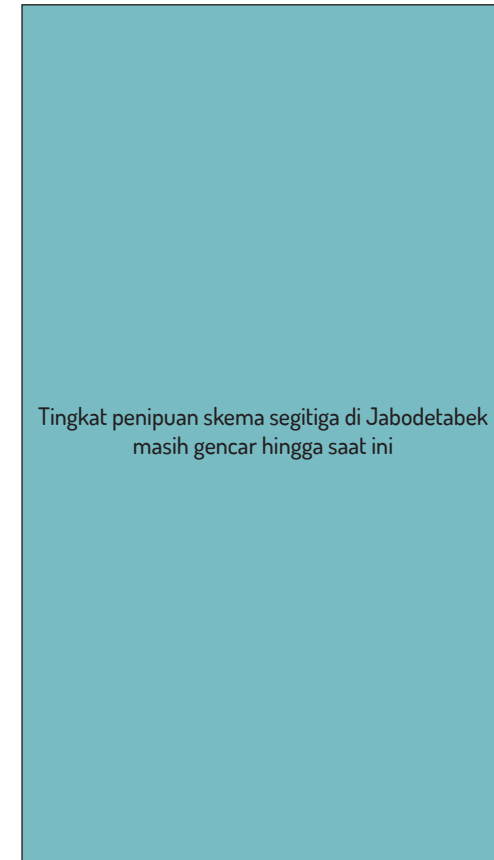 Tingkat penipuan skema segitiga di Jabodetabek
masih gencar hingga saat ini